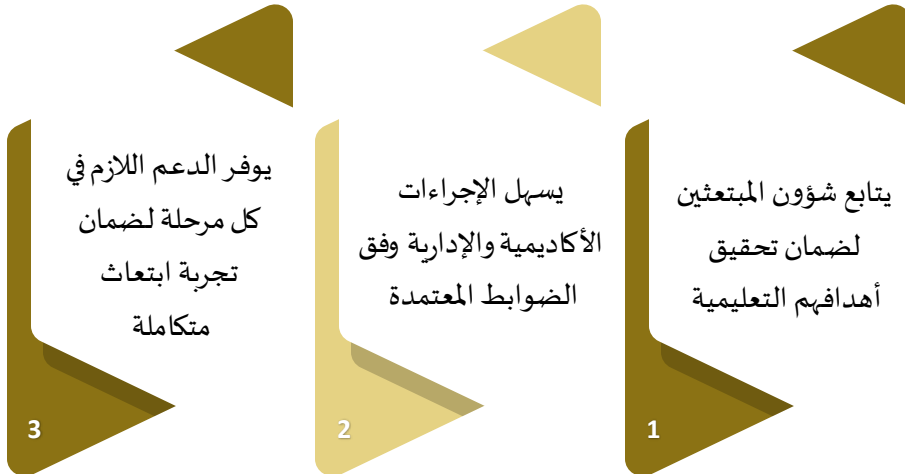 يتابع شؤون المبتعثين
لضمان تحقيق
أهدافهم التعليمية
1
يسهل الإجراءات
الأكاديمية والإدارية وفق
الضوابط المعتمدة
2
يوفر الدعم اللازم في
كل مرحلة لضمان
تجربة ابتعاث
متكاملة
3